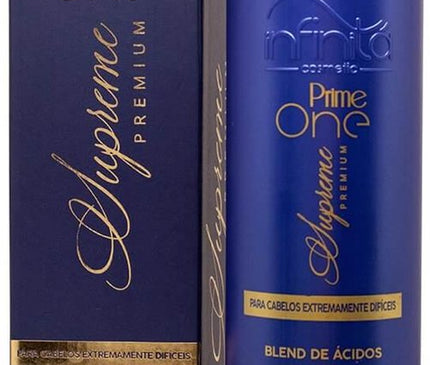 Supreme
PREMIUM
PARA CABELOS EXTREMAMENTE DIFÍCEIS
Supreme
infinitá
cosmetic
Prime
One
Supreme
PREMIUM
PARA CABELOS EXTREMAMENTE DIFÍCEIS
BLEND DE ÁCIDOS